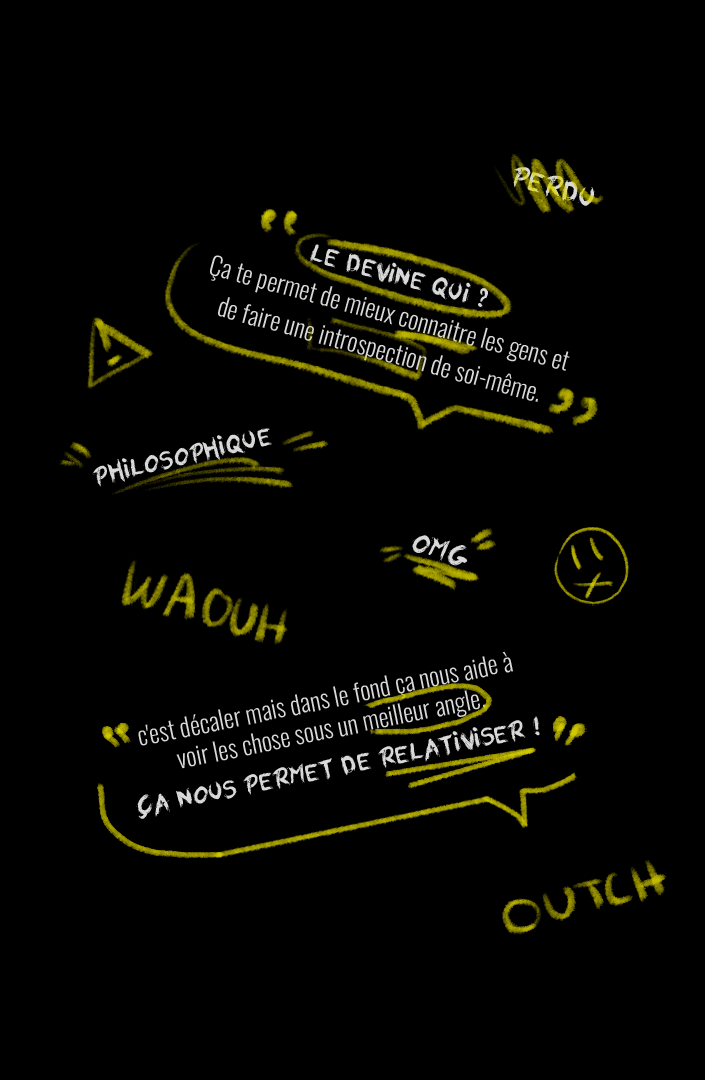 PERDU
“ LE DEViNE QUi ?
Ça te permet de mieux connaitre les gens et
de faire une introspection de soi-même. ”
PHiLOSOPHiQUE
OMG
WAOUH
“ c'est décaler mais dans le fond ca nous aide à
voir les chose sous un meilleur angle.
ÇA NOUS PERMET DE RELATiViSER ! ”
OUTCH